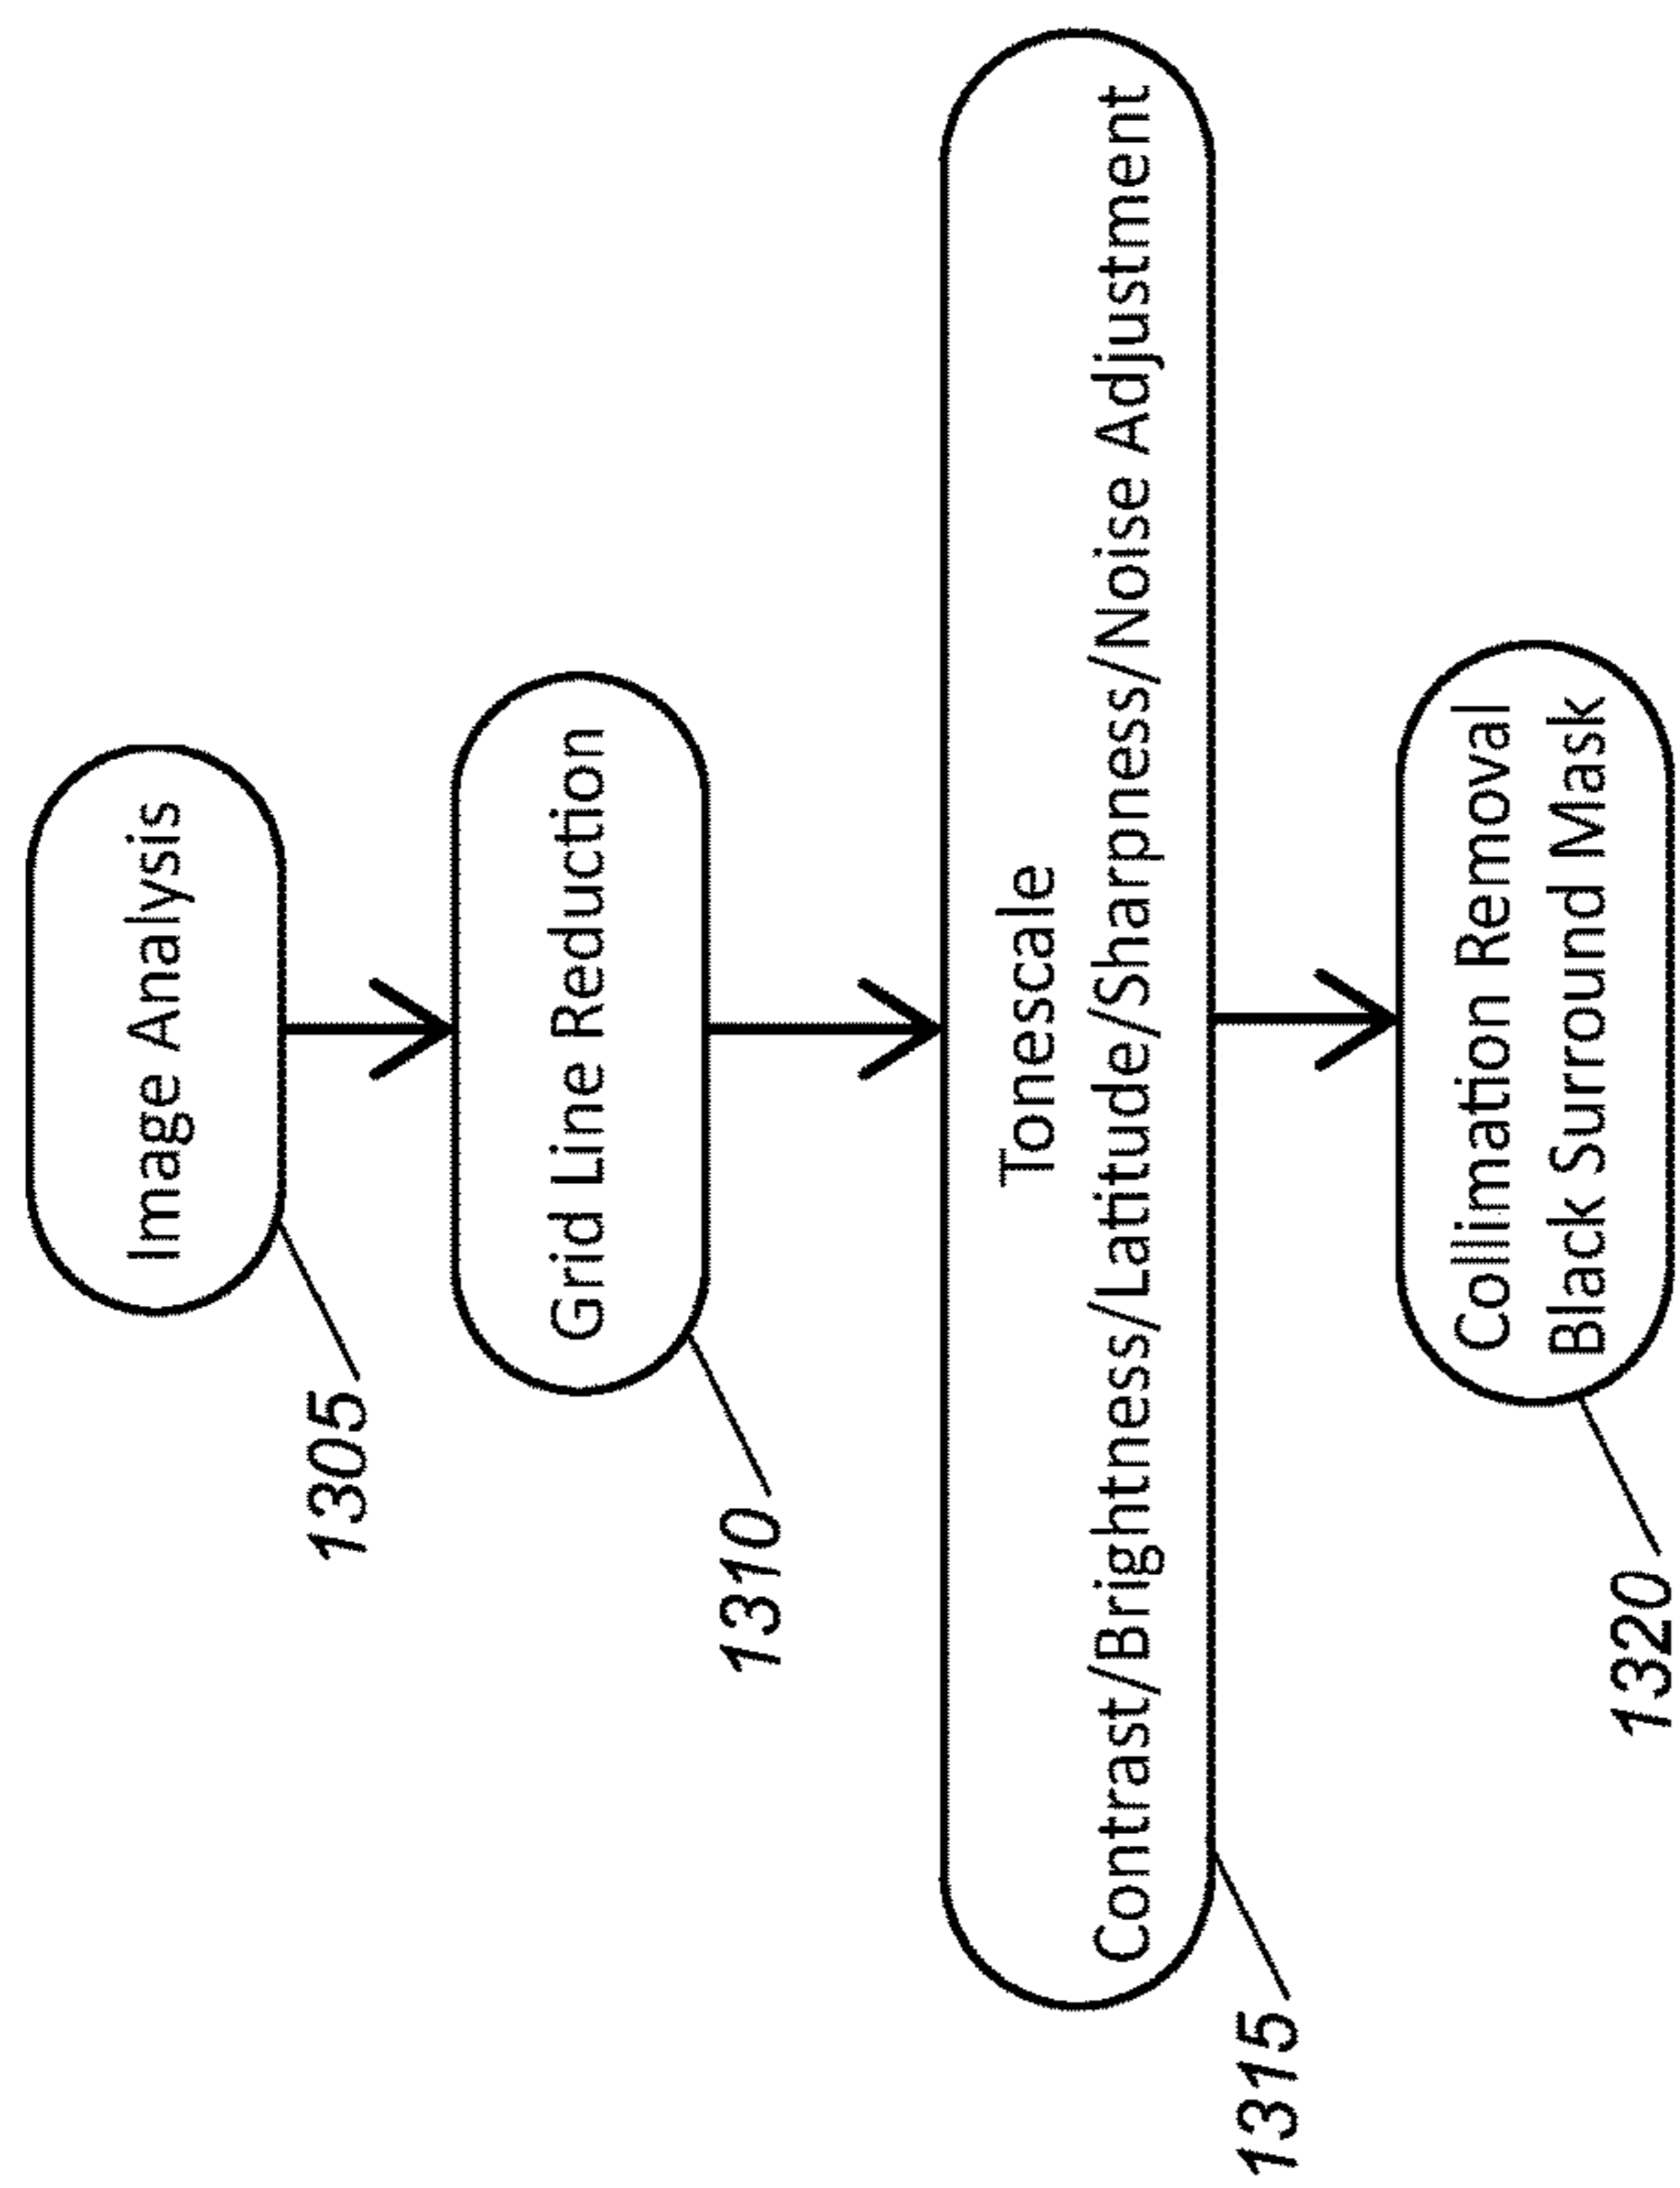 Image Analysis
1305
Grid Line Reduction
1310
Tonescale
Contrast/Brightness/Latitude/Sharpness/Noise Adjustment
1315
Collimation Removal
Black Surround Mask
1320